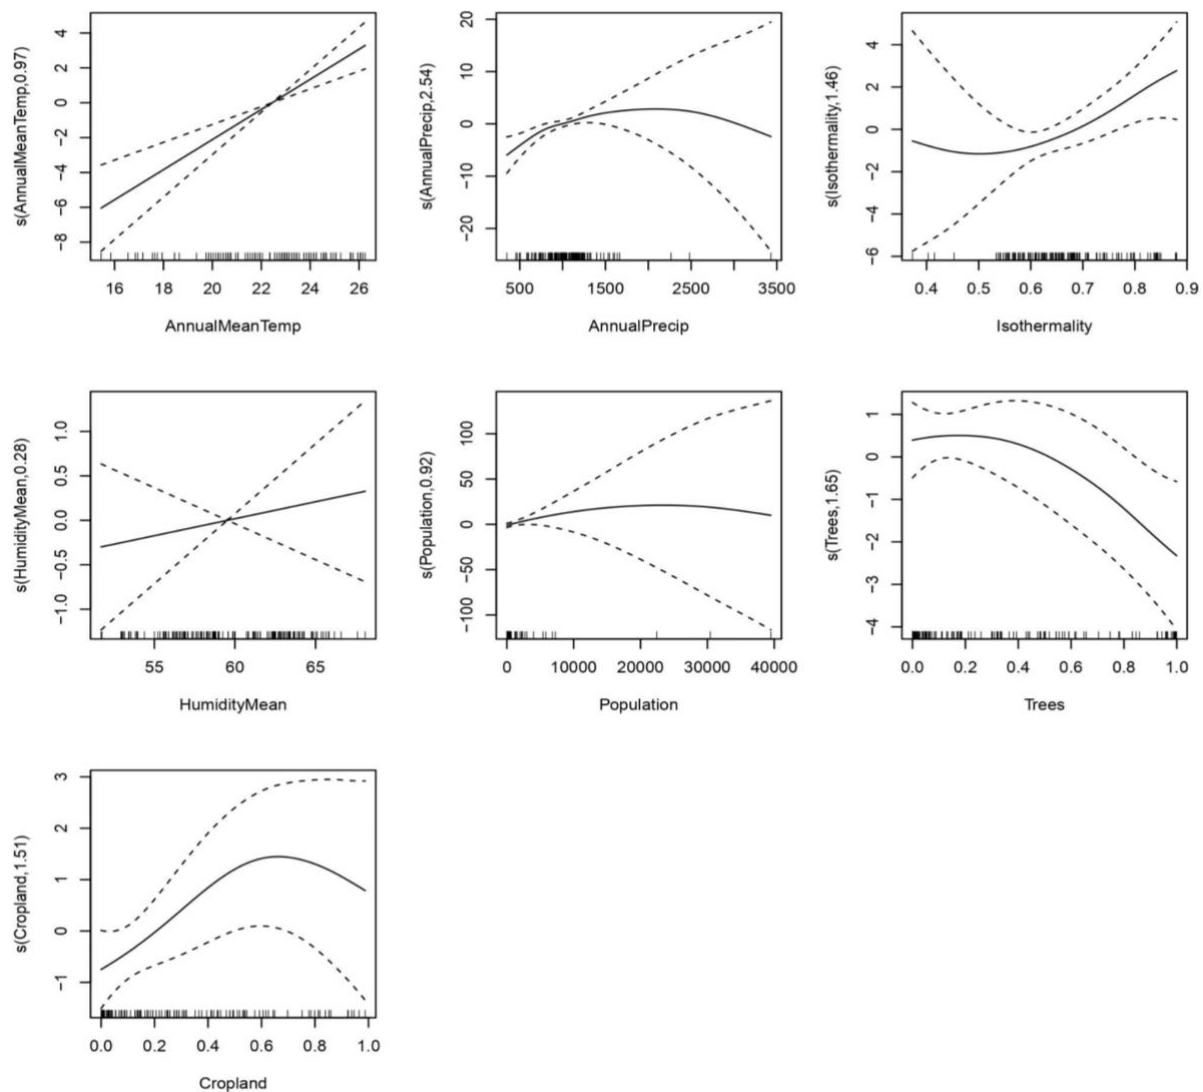 s(AnnualMeanTemp,0.97)
4
2
0
-2
-4
-6
-8
16 18 20 22 24 26
AnnualMeanTemp
s(AnnualPrecip,2.54)
20
10
0
-10
-20
500 1500 2500 3500
AnnualPrecip
s(Isothermality,1.46)
4
2
0
-2
-4
-6
0.4 0.5 0.6 0.7 0.8 0.9
Isothermality
s(HumidityMean,0.28)
1.0
0.5
0.0
-0.5
-1.0
55 60 65
HumidityMean
s(Population,0.92)
100
50
0
-50
-100
0 10000 20000 30000 40000
Population
s(Trees,1.65)
1
0
-1
-2
-3
-4
0.0 0.2 0.4 0.6 0.8 1.0
Trees
s(Cropland,1.51)
3
2
1
0
-1
0.0 0.2 0.4 0.6 0.8 1.0
Cropland